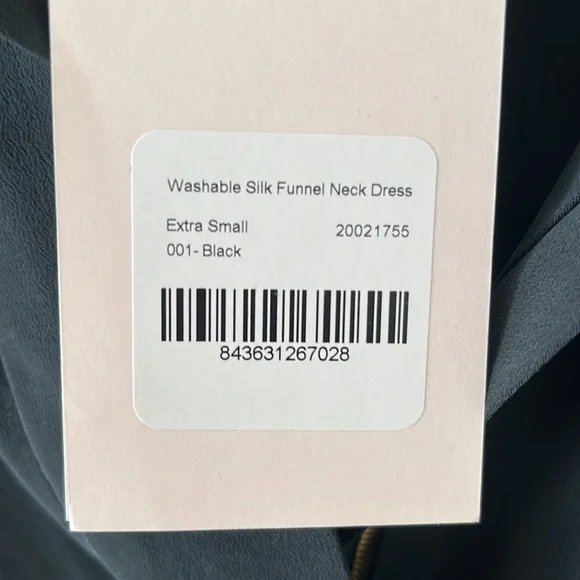 Washable Silk Funnel Neck Dress
Extra Small 20021755
001- Black
843631267028